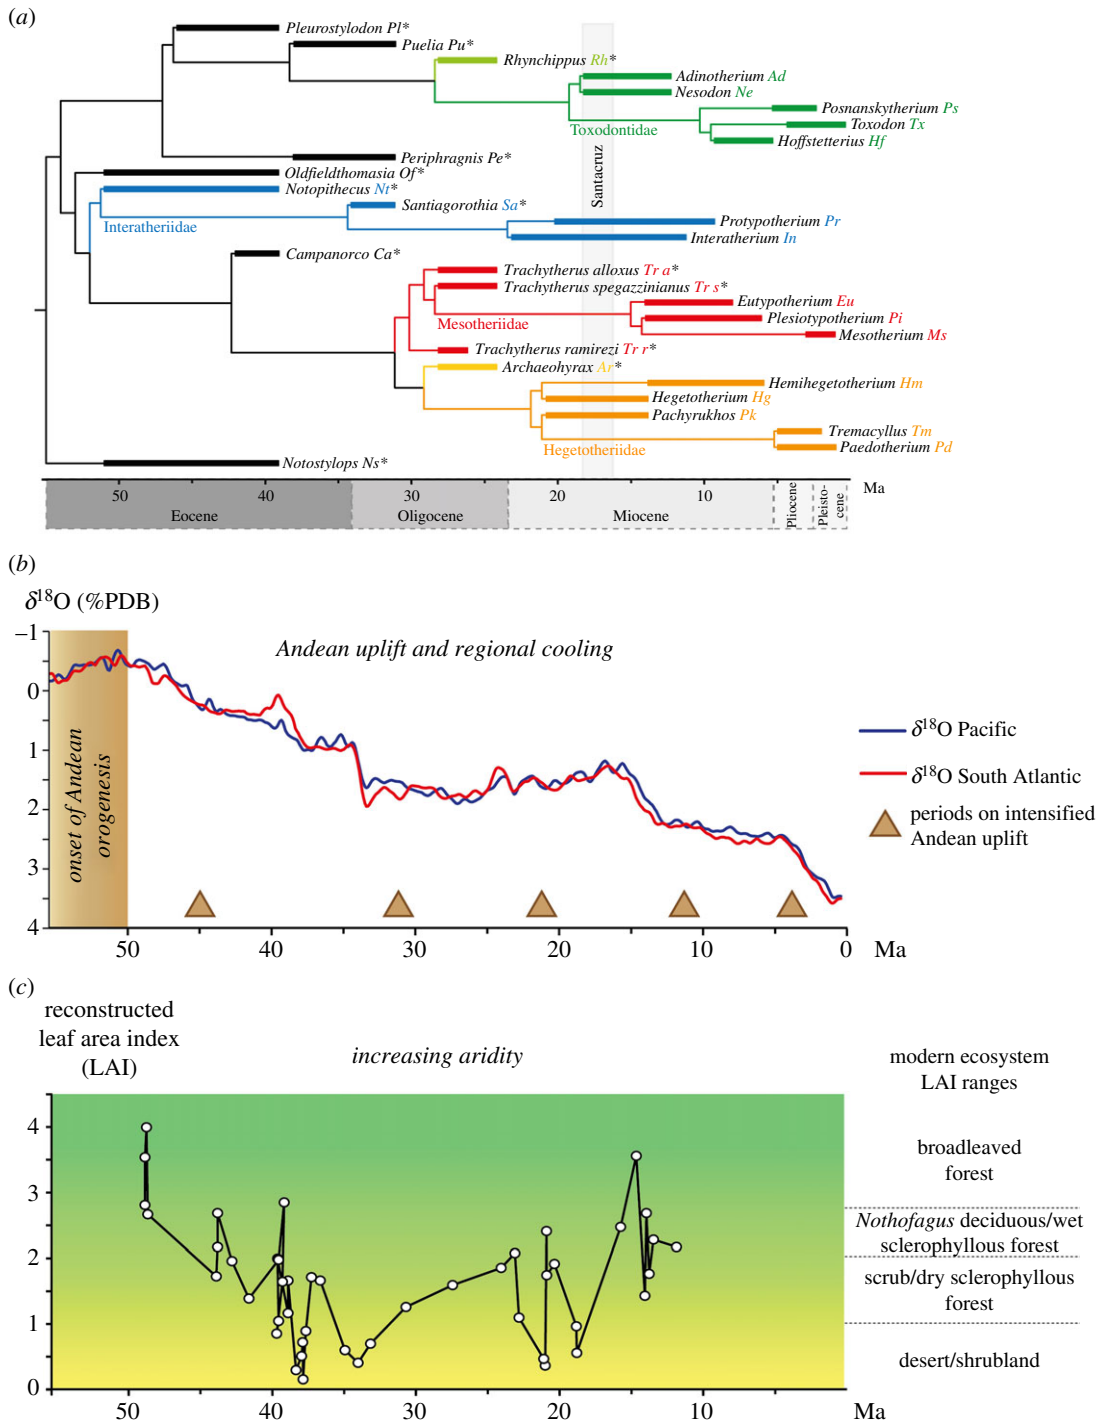 (a)
Pleurostylodon Pl*
Puelia Pu*
Rhynchippus Rh*
Adinotherium Ad
Nesodon Ne
Posnanskytherium Ps
Toxodon Tx
Toxodontidae
Hoffstetterius Hf
Santacruz
Periphragnis Pe*
Oldfieldthomasia Of*
Notopithecus Nt*
Santiagorothia Sa*
Interatheriidae
Protypotherium Pr
Interatherium In
Campanorco Ca*
Trachytherus alloxus Tr a*
Trachytherus spegazzinianus Tr s*
Eutypotherium Eu
Mesotheriidae
Plesiotypotherium Pi
Mesotherium Ms
Trachytherus ramirezi Tr r*
Archaeohyrax Ar*
Hemihegetotherium Hm
Hegetotherium Hg
Pachyrukhos Pk
Tremacyllus Tm
Hegetotheriidae
Paedotherium Pd
Notostylops Ns*
50 40 30 20 10 Ma
Eocene Oligocene Miocene Pliocene Pleisto-
cene
(b)
δ18O (%PDB)
Andean uplift and regional cooling
–1
0
1
2
3
4
onset of Andean
orogenesis
50 40 30 20 10 0 Ma
δ18O Pacific
δ18O South Atlantic
periods on intensified
Andean uplift
(c)
reconstructed
leaf area index
(LAI)
increasing aridity
modern ecosystem
LAI ranges
4
3
2
1
0
broadleaved
forest
Nothofagus deciduous/wet
sclerophyllous forest
scrub/dry sclerophyllous
forest
desert/shrubland
50 40 30 20 10 Ma